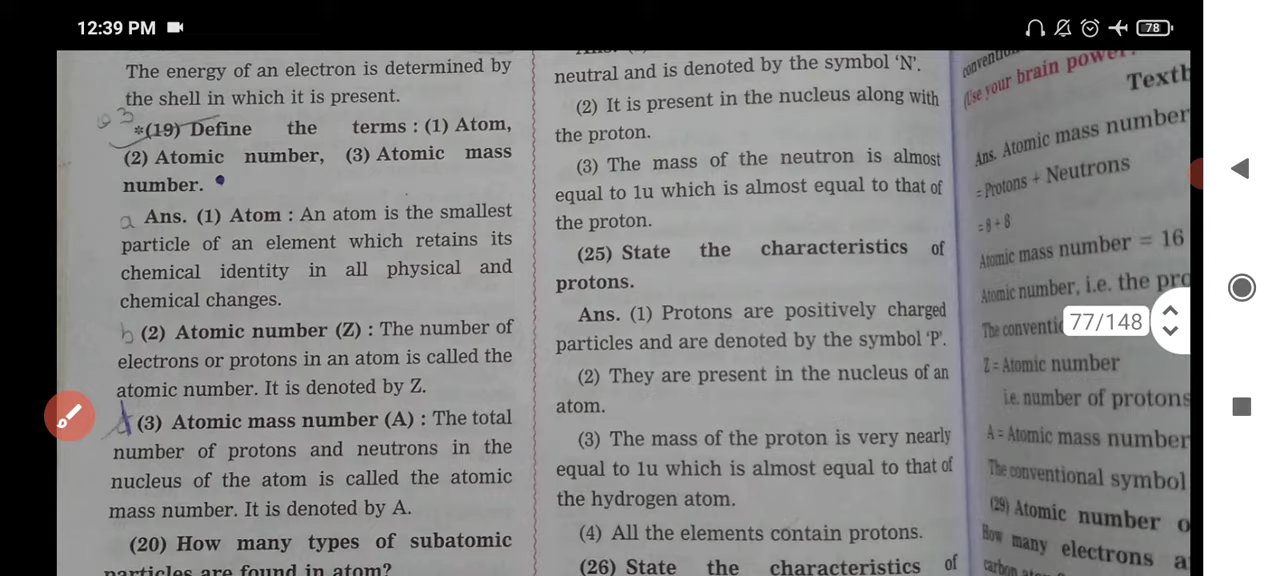 12:39 PM
78
The energy of an electron is determined by
the shell in which it is present.
*(19) Define the terms : (1) Atom,
(2) Atomic number, (3) Atomic mass
number.
a Ans. (1) Atom : An atom is the smallest
particle of an element which retains its
chemical identity in all physical and
chemical changes.
b (2) Atomic number (Z) : The number of
electrons or protons in an atom is called the
atomic number. It is denoted by Z.
(3) Atomic mass number (A) : The total
number of protons and neutrons in the
nucleus of the atom is called the atomic
mass number. It is denoted by A.
(20) How many types of subatomic
particles are found in atom?
neutral and is denoted by the symbol ‘N’.
(2) It is present in the nucleus along with
the proton.
(3) The mass of the neutron is almost
equal to 1u which is almost equal to that of
the proton.
(25) State the characteristics of
protons.
Ans. (1) Protons are positively charged
particles and are denoted by the symbol ‘P’.
(2) They are present in the nucleus of an
atom.
(3) The mass of the proton is very nearly
equal to 1u which is almost equal to that of
the hydrogen atom.
(4) All the elements contain protons.
(26) State the characteristics of
(Use your brain power
Textb
Ans. Atomic mass number
= Protons + Neutrons
= 8 + 8
Atomic mass number = 16
Atomic number, i.e. the pro
The conventio
77/148
Z = Atomic number
i.e. number of protons
A = Atomic mass number
The conventional symbol
(29) Atomic number o
How many electrons a
carbon